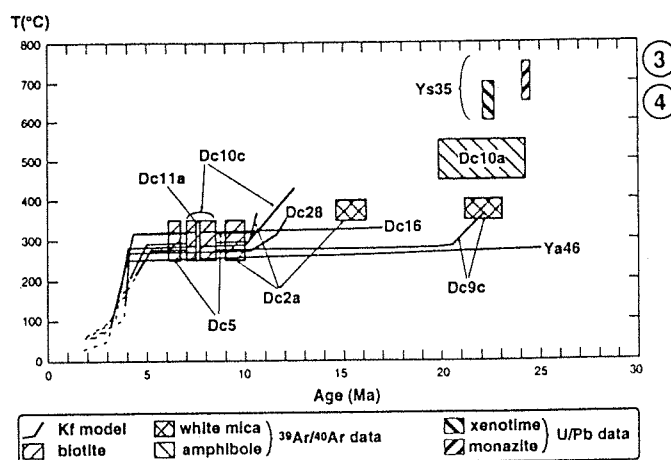 T(°C)
800
700
600
500
400
300
200
100
0
0
5
10
15
20
25
30
Age (Ma)
3
4
Ys35
Dc10c
Dc11a
Dc10a
Dc28
Dc16
Ya46
Dc2a
Dc5
Dc9c
Kf model
biotite
white mica
amphibole
39Ar/40Ar data
xenotime
monazite
U/Pb data